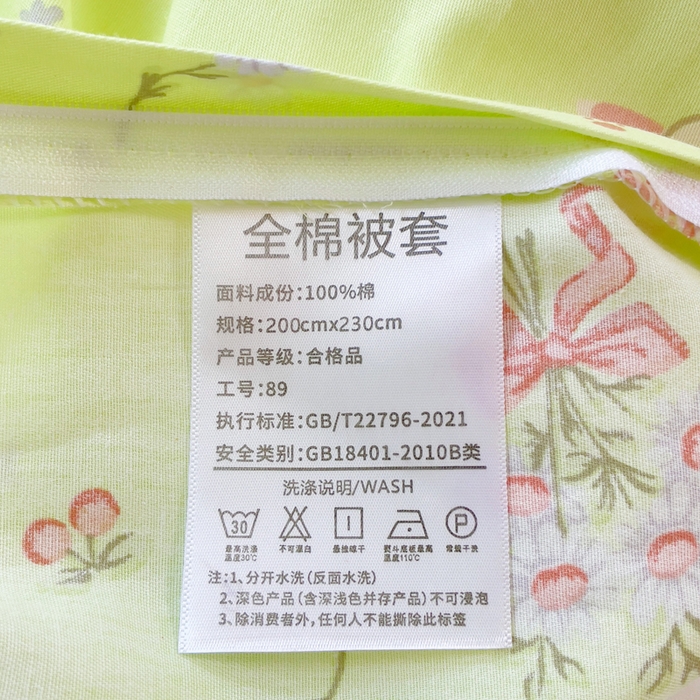 全棉被套
面料成份:100%棉
规格:200cmx230cm
产品等级:合格品
工号:89
执行标准:GB/T22796-2021
安全类别:GB18401-2010B类
洗涤说明/WASH
30 P
最高洗涤 不可漂白 悬挂晾干 熨斗底板最高 常规干洗
温度30℃ 温度110℃
注:1、分开水洗(反面水洗)
2、深色产品(含深浅色并存产品)不可浸泡
3、除消费者外,任何人不能撕除此标签